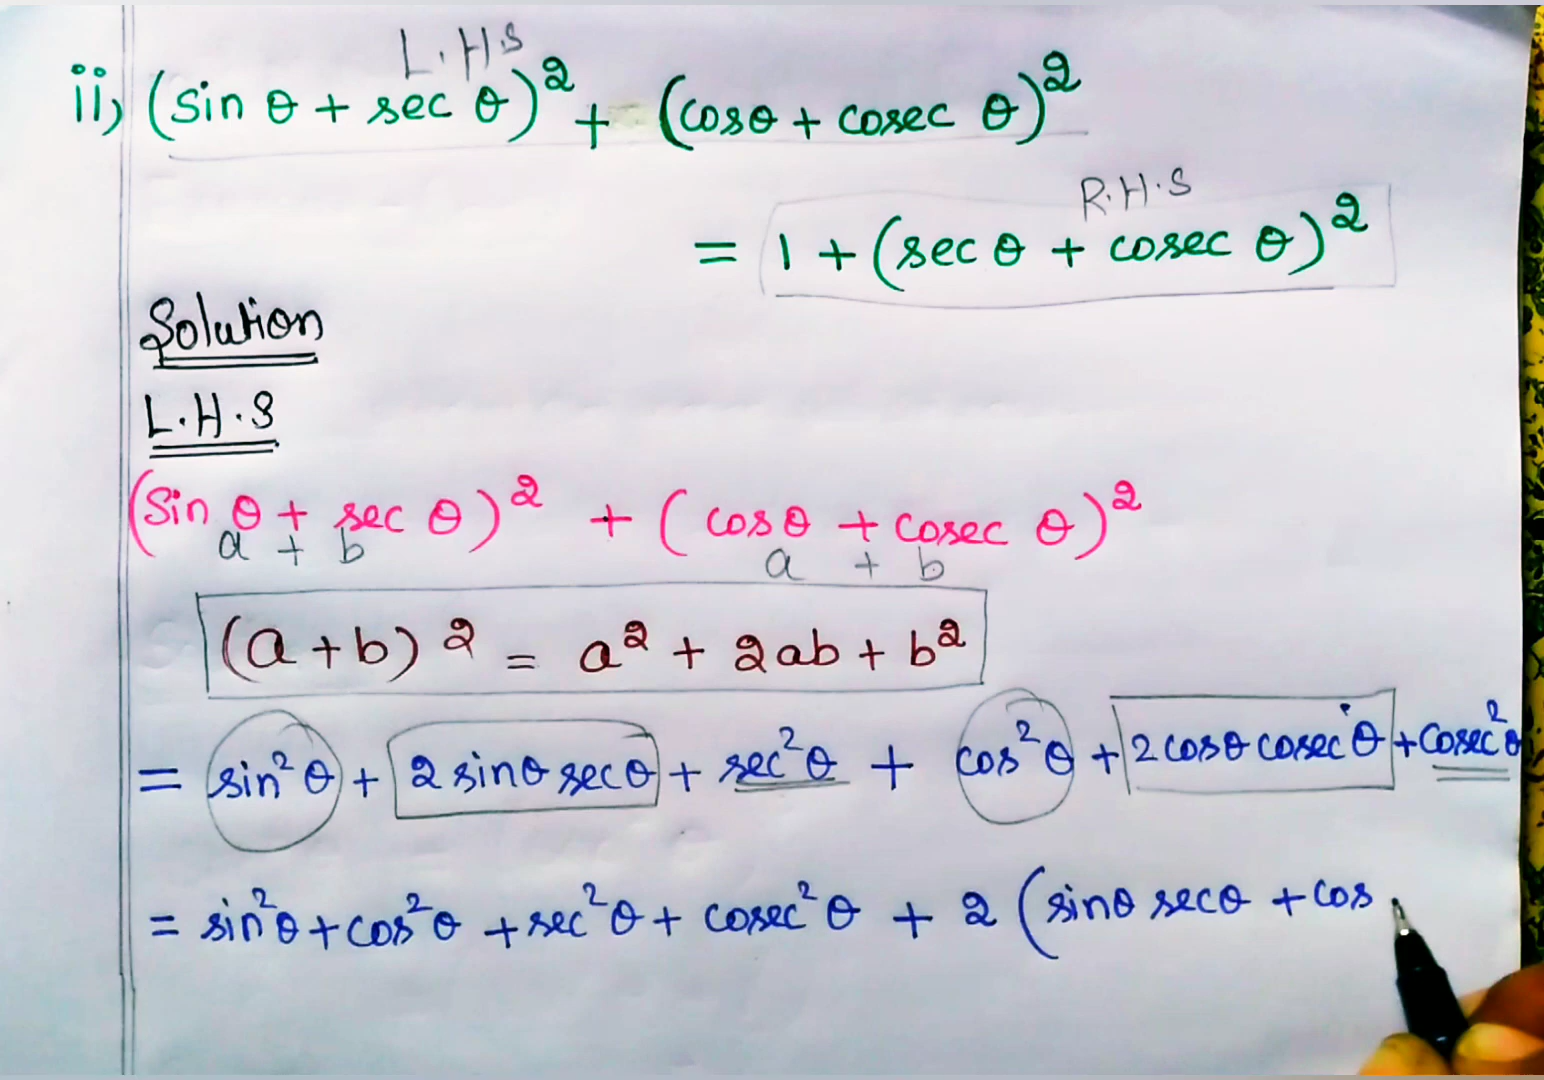 L.H.S
ii) (sin θ + sec θ)² + (cosθ + cosec θ)²
R.H.S
= 1 + (sec θ + cosec θ)²
Solution
L.H.S
(Sin θ + sec θ)² + (cosθ + cosec θ)²
a + b a + b
(a + b)² = a² + 2ab + b²
= sin²θ + 2 sinθ secθ + sec²θ + cos²θ + 2 cosθ cosec θ + cosec²θ
= sin²θ + cos²θ + sec²θ + cosec²θ + 2 (sinθ secθ + cos